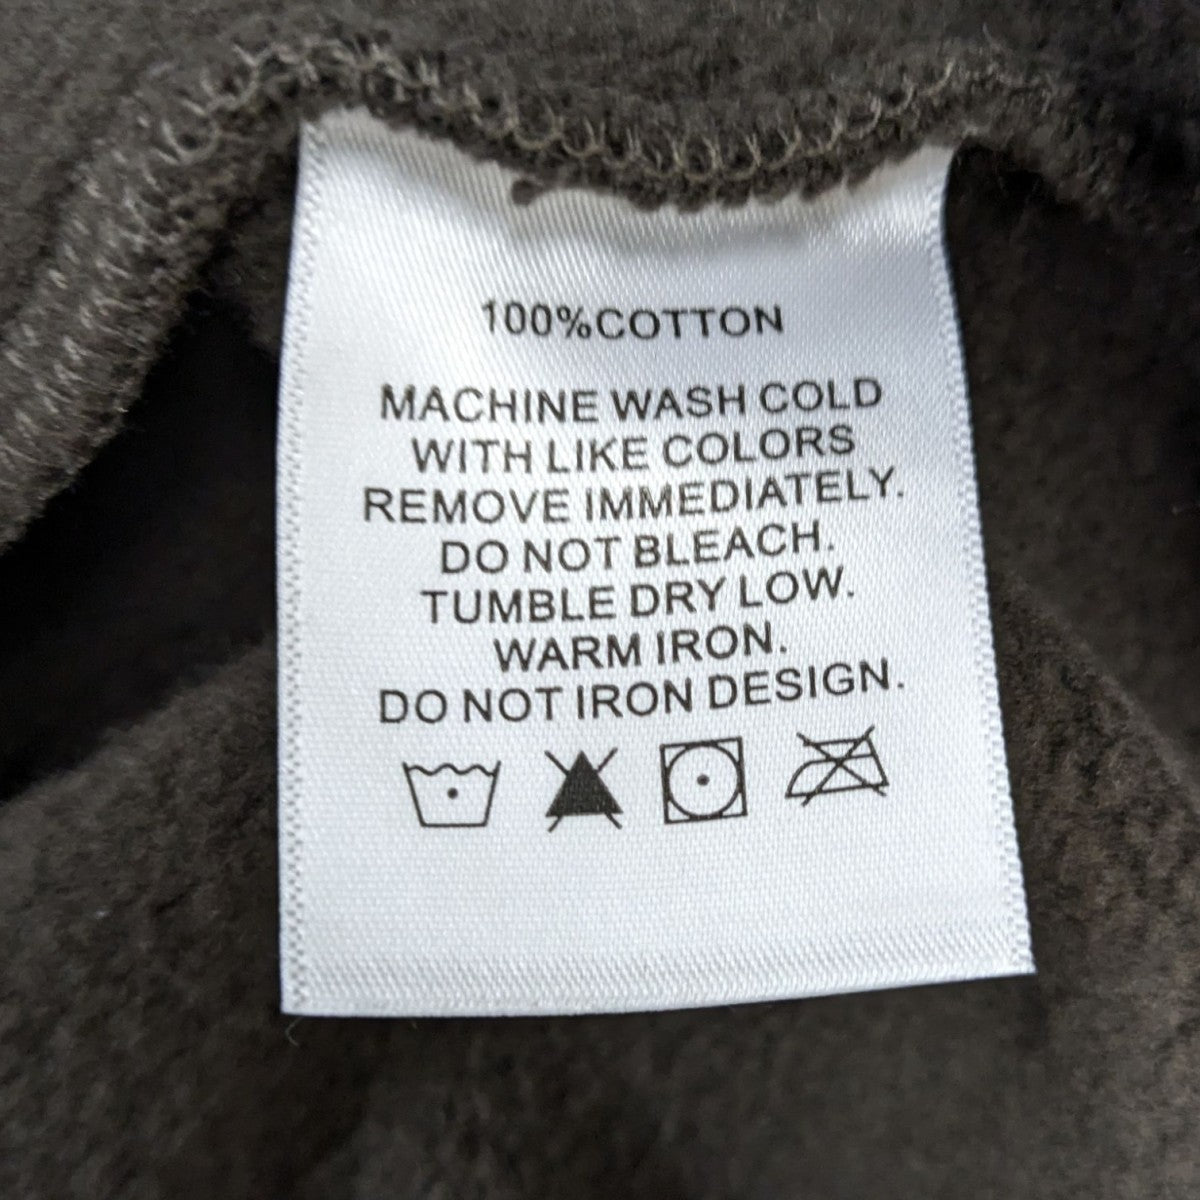 100%COTTON
MACHINE WASH COLD
WITH LIKE COLORS
REMOVE IMMEDIATELY.
DO NOT BLEACH.
TUMBLE DRY LOW.
WARM IRON.
DO NOT IRON DESIGN.